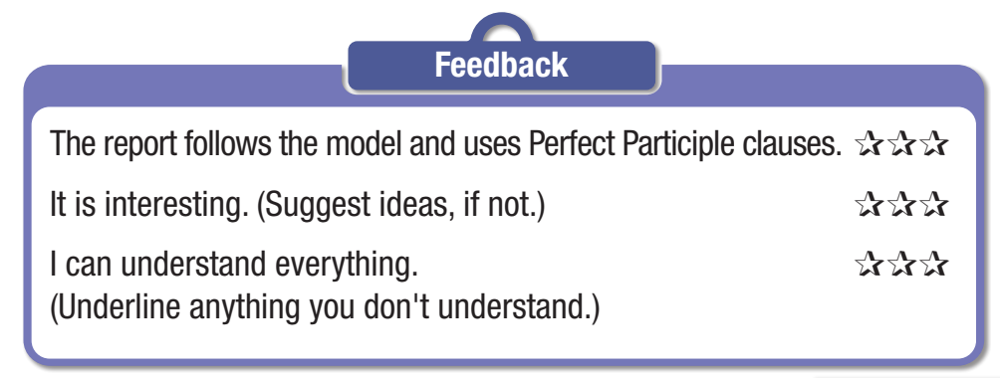 Feedback
The report follows the model and uses Perfect Participle clauses. ☆☆☆
It is interesting. (Suggest ideas, if not.) ☆☆☆
I can understand everything. ☆☆☆
(Underline anything you don't understand.)